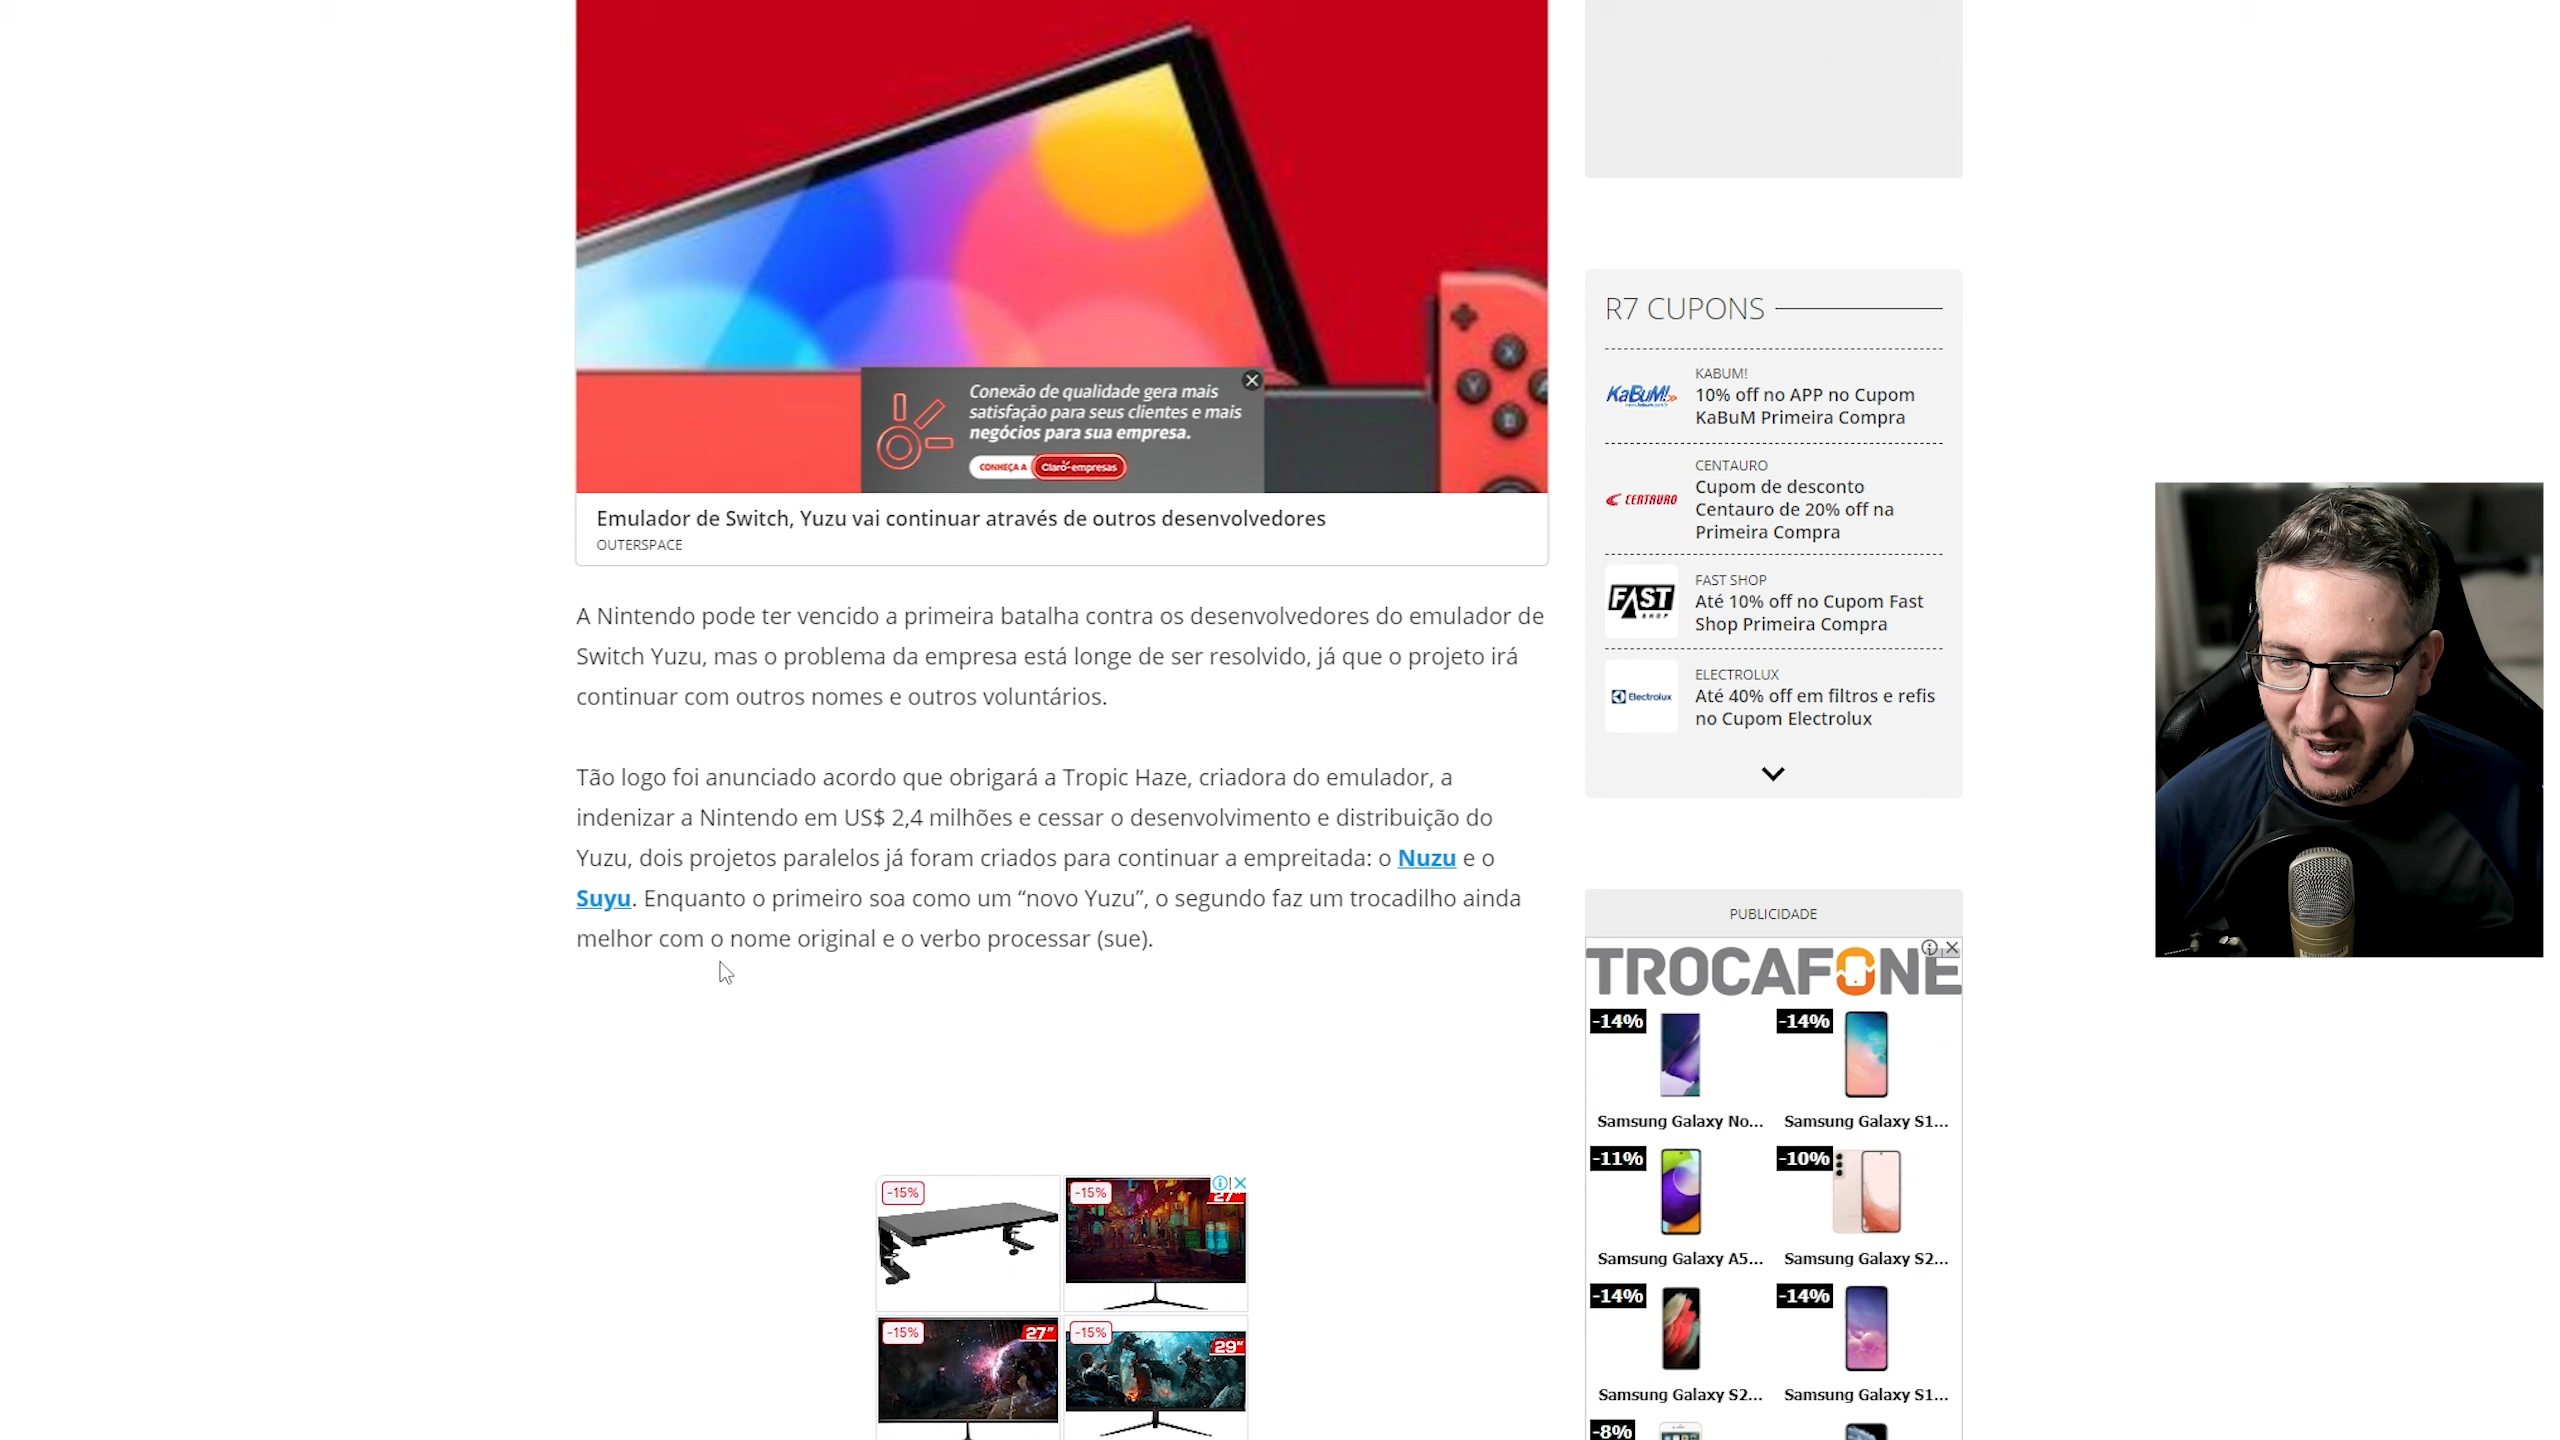 Conexão de qualidade gera mais
satisfação para seus clientes e mais
negócios para sua empresa.
CONHEÇA A Claro empresas
Emulador de Switch, Yuzu vai continuar através de outros desenvolvedores
OUTERSPACE
A Nintendo pode ter vencido a primeira batalha contra os desenvolvedores do emulador de
Switch Yuzu, mas o problema da empresa está longe de ser resolvido, já que o projeto irá
continuar com outros nomes e outros voluntários.
Tão logo foi anunciado acordo que obrigará a Tropic Haze, criadora do emulador, a
indenizar a Nintendo em US$ 2,4 milhões e cessar o desenvolvimento e distribuição do
Yuzu, dois projetos paralelos já foram criados para continuar a empreitada: o Nuzu e o
Suyu. Enquanto o primeiro soa como um “novo Yuzu”, o segundo faz um trocadilho ainda
melhor com o nome original e o verbo processar (sue).
-15%
-15%
27"
-15%
27"
-15%
29"
R7 CUPONS
KaBuM!
KABUM!
10% off no APP no Cupom
KaBuM Primeira Compra
CENTAURO
CENTAURO
Cupom de desconto
Centauro de 20% off na
Primeira Compra
FAST
SHOP
FAST SHOP
Até 10% off no Cupom Fast
Shop Primeira Compra
Electrolux
ELECTROLUX
Até 40% off em filtros e refis
no Cupom Electrolux
PUBLICIDADE
TROCAFONE
-14%
-14%
Samsung Galaxy No...
Samsung Galaxy S1...
-11%
-10%
Samsung Galaxy A5...
Samsung Galaxy S2...
-14%
-14%
Samsung Galaxy S2...
Samsung Galaxy S1...
-8%
X
Y
B